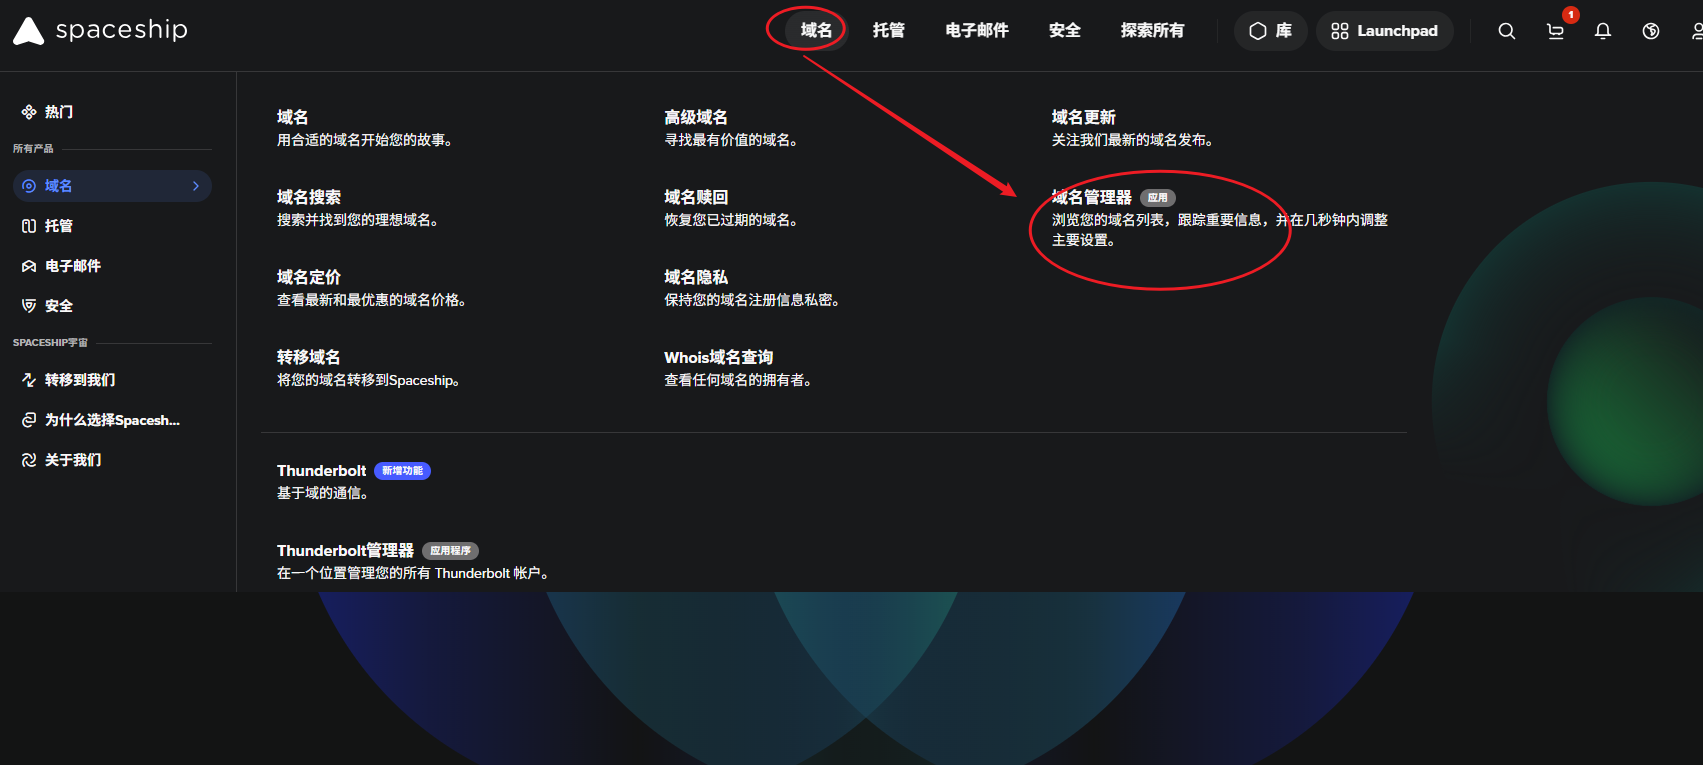 spaceship
域名
托管
电子邮件
安全
探索所有
库
Launchpad
1
热门
所有产品
域名
托管
电子邮件
安全
SPACESHIP宇宙
转移到我们
为什么选择Spacesh...
关于我们
域名
用合适的域名开始您的故事。
高级域名
寻找最有价值的域名。
域名更新
关注我们最新的域名发布。
域名搜索
搜索并找到您的理想域名。
域名赎回
恢复您已过期的域名。
域名管理器 应用
浏览您的域名列表，跟踪重要信息，并在几秒钟内调整
主要设置。
域名定价
查看最新和最优惠的域名价格。
域名隐私
保持您的域名注册信息私密。
转移域名
将您的域名转移到Spaceship。
Whois域名查询
查看任何域名的拥有者。
Thunderbolt 新增功能
基于域的通信。
Thunderbolt管理器 应用程序
在一个位置管理您的所有 Thunderbolt 帐户。